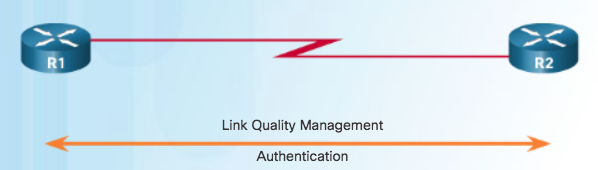 R1
R2
Link Quality Management
Authentication